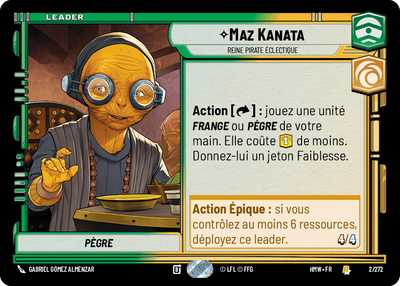 LEADER
✧MAZ KANATA
REINE PIRATE ÉCLECTIQUE
Action [↷] : jouez une unité
FRANGE ou PÈGRE de votre
main. Elle coûte 1 de moins.
Donnez-lui un jeton Faiblesse.
Action Épique : si vous
contrôlez au moins 6 ressources,
déployez ce leader.
4/4
PÈGRE
GABRIEL GÓMEZ ALMENZAR
© LFL © FFG
HMW • FR
2/272